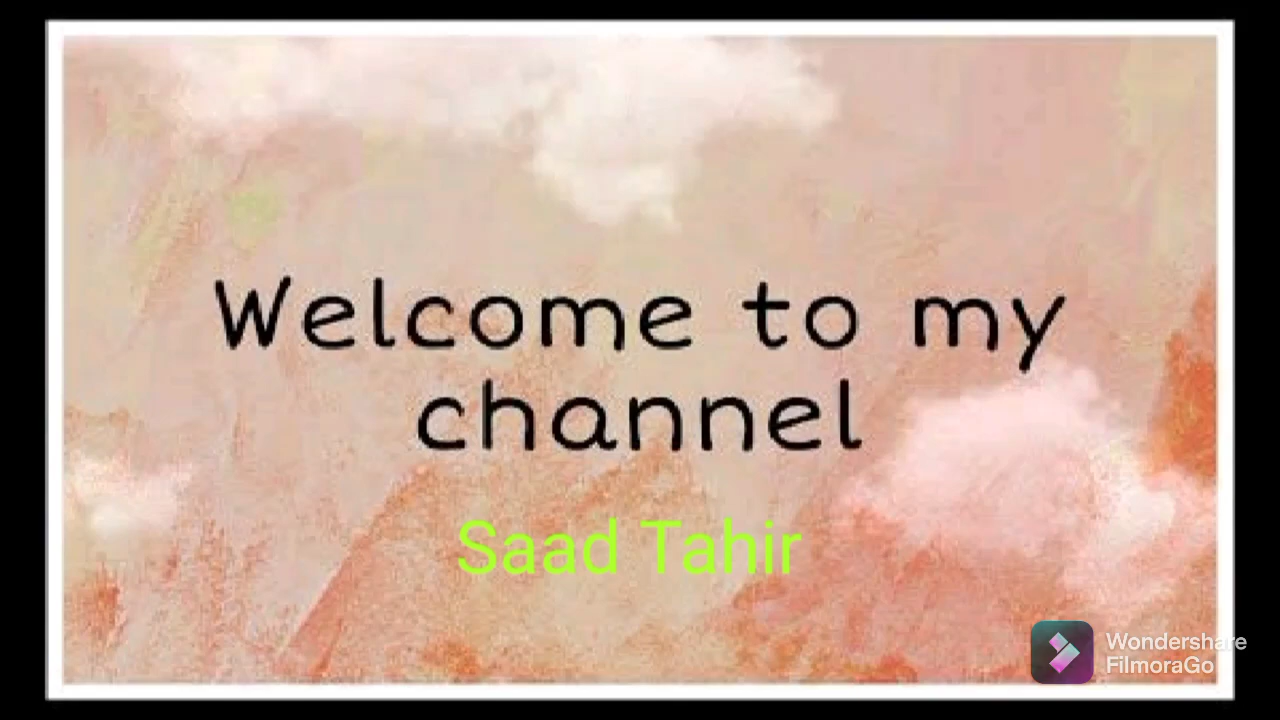 Welcome to my
channel
Saad Tahir
Wondershare
FilmoraGo